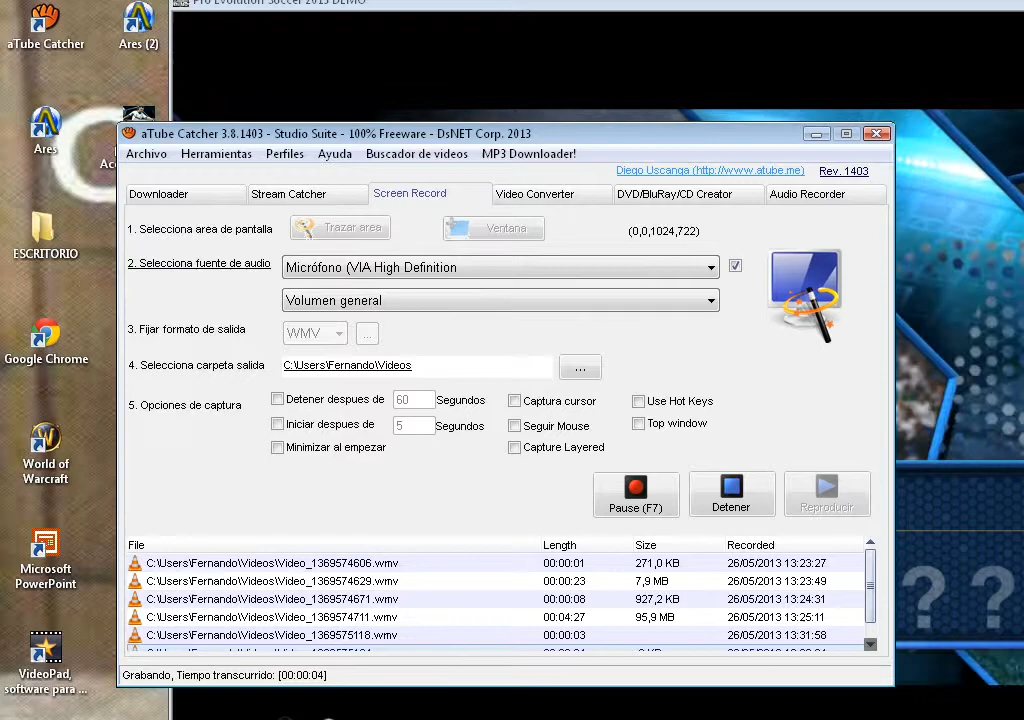 Pro Evolution Soccer 2013 DEMO
aTube Catcher
Ares (2)
Ares
Ac
ESCRITORIO
Google Chrome
World of
Warcraft
Microsoft
PowerPoint
VideoPad,
software para ...
aTube Catcher 3.8.1403 - Studio Suite - 100% Freeware - DsNET Corp. 2013
Archivo Herramientas Perfiles Ayuda Buscador de videos MP3 Downloader!
Diego Uscanga (http://www.atube.me) Rev. 1403
Downloader Stream Catcher Screen Record Video Converter DVD/BluRay/CD Creator Audio Recorder
1. Selecciona area de pantalla Trazar area Ventana (0,0,1024,722)
2. Selecciona fuente de audio Micrófono (VIA High Definition
Volumen general
3. Fijar formato de salida WMV ...
4. Selecciona carpeta salida C:\Users\Fernando\Videos ...
5. Opciones de captura
Detener despues de 60 Segundos Captura cursor Use Hot Keys
Iniciar despues de 5 Segundos Seguir Mouse Top window
Minimizar al empezar Capture Layered
Pause (F7) Detener Reproducir
File Length Size Recorded
C:\Users\Fernando\Videos\Video_1369574606.wmv 00:00:01 271,0 KB 26/05/2013 13:23:27
C:\Users\Fernando\Videos\Video_1369574629.wmv 00:00:23 7,9 MB 26/05/2013 13:23:49
C:\Users\Fernando\Videos\Video_1369574671.wmv 00:00:08 927,2 KB 26/05/2013 13:24:31
C:\Users\Fernando\Videos\Video_1369574711.wmv 00:04:27 95,9 MB 26/05/2013 13:25:11
C:\Users\Fernando\Videos\Video_1369575118.wmv 00:00:03 26/05/2013 13:31:58
Grabando, Tiempo transcurrido: [00:00:04]
? ?